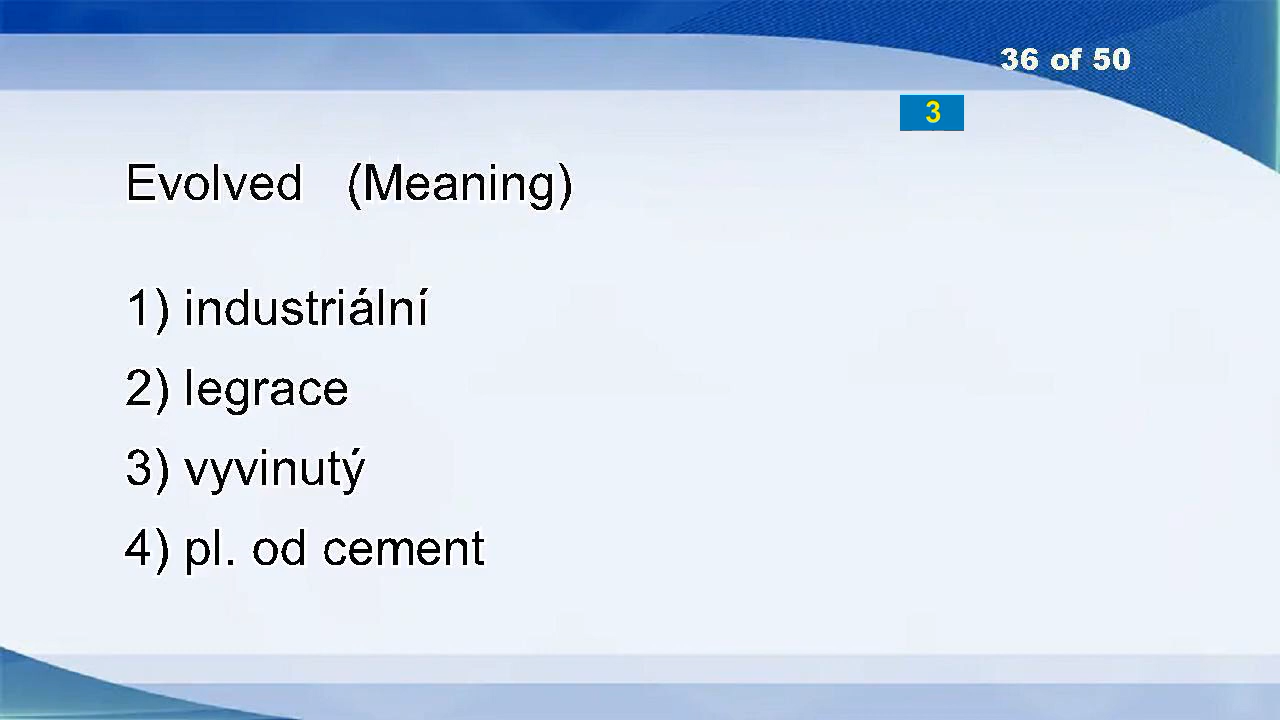 36 of 50
3
Evolved (Meaning)
1) industriální
2) legrace
3) vyvinutý
4) pl. od cement